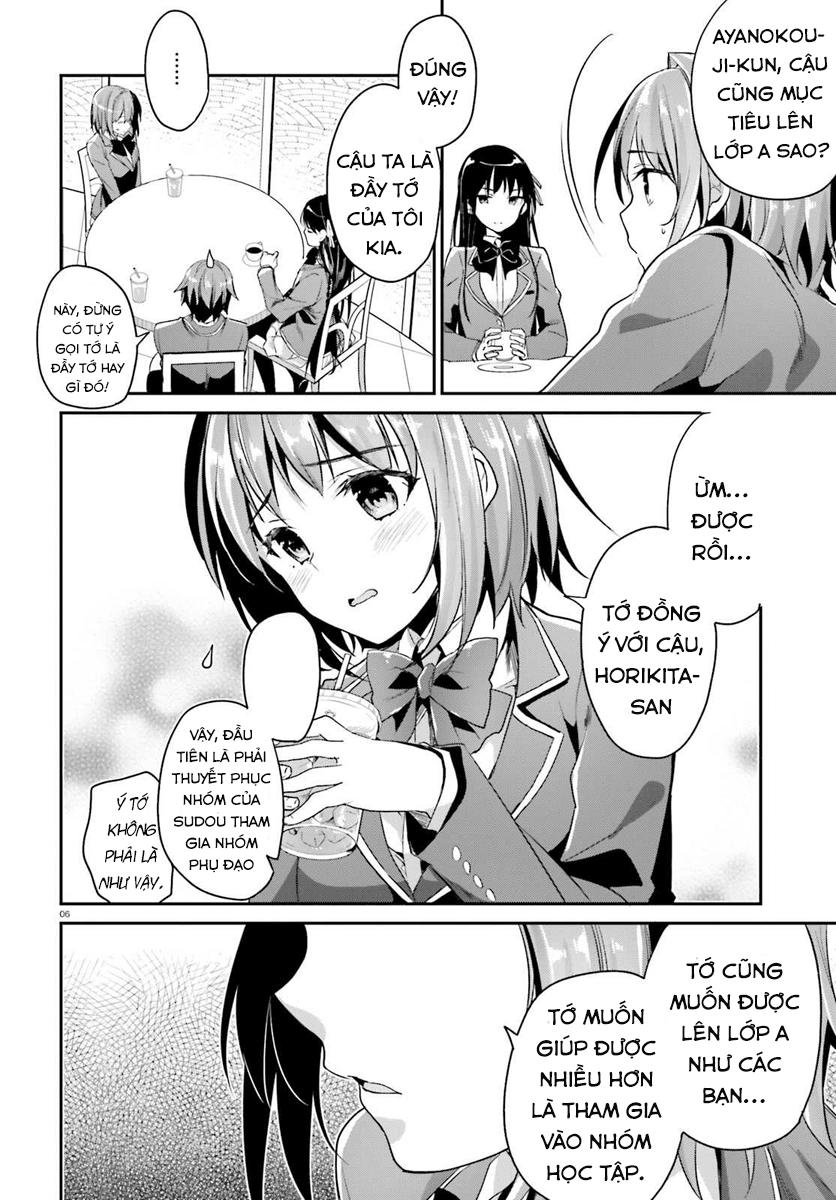 AYANOKOU-
JI-KUN, CẬU
CŨNG MỤC
TIÊU LÊN
LỚP A SAO?
ĐÚNG
VẬY!
CẬU TA LÀ
ĐẦY TỚ
CỦA TÔI
KIA.
.......
NÀY, ĐỪNG
CÓ TỰ Ý
GỌI TỚ LÀ
ĐẦY TỚ HAY
GÌ ĐÓ!
ỪM...
ĐƯỢC
RỒI...
TỚ ĐỒNG
Ý VỚI CẬU,
HORIKITA-
SAN
VẬY, ĐẦU
TIÊN LÀ PHẢI
THUYẾT PHỤC
NHÓM CỦA
SUDOU THAM
GIA NHÓM
PHỤ ĐẠO
Ý TỚ
KHÔNG
PHẢI LÀ
NHƯ VẬY.
06
TỚ CŨNG
MUỐN ĐƯỢC
LÊN LỚP A
NHƯ CÁC
BẠN...
TỚ MUỐN
GIÚP ĐƯỢC
NHIỀU HƠN
LÀ THAM GIA
VÀO NHÓM
HỌC TẬP.